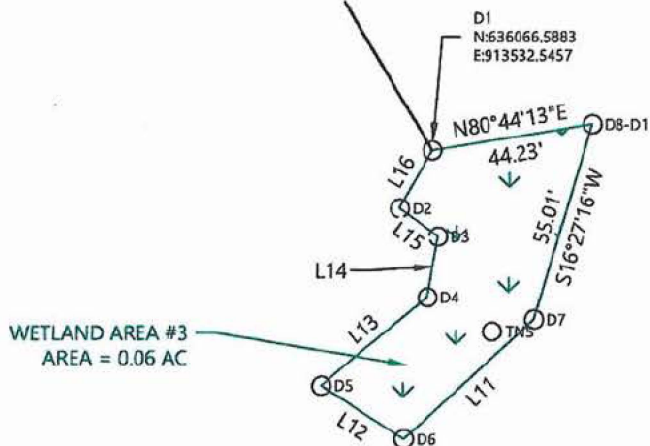 D1
N:636066.5883
E:913532.5457
N80°44'13"E
44.23'
D8-D1
L16
D2
L15
D3
L14
D4
55.01'
S16°27'16"W
L13
WETLAND AREA #3
AREA = 0.06 AC
TNS
D7
D5
L11
L12
D6